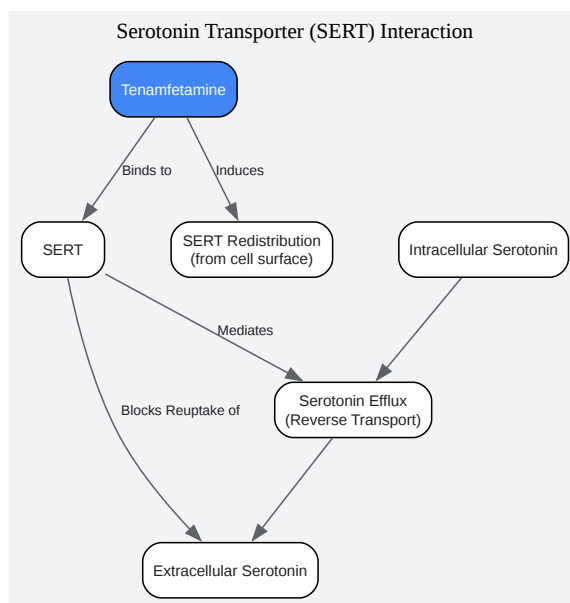 Serotonin Transporter (SERT) Interaction
Tenamfetamine
Binds to
Induces
SERT
SERT Redistribution
(from cell surface)
Intracellular Serotonin
Mediates
Serotonin Efflux
(Reverse Transport)
Blocks Reuptake of
Extracellular Serotonin